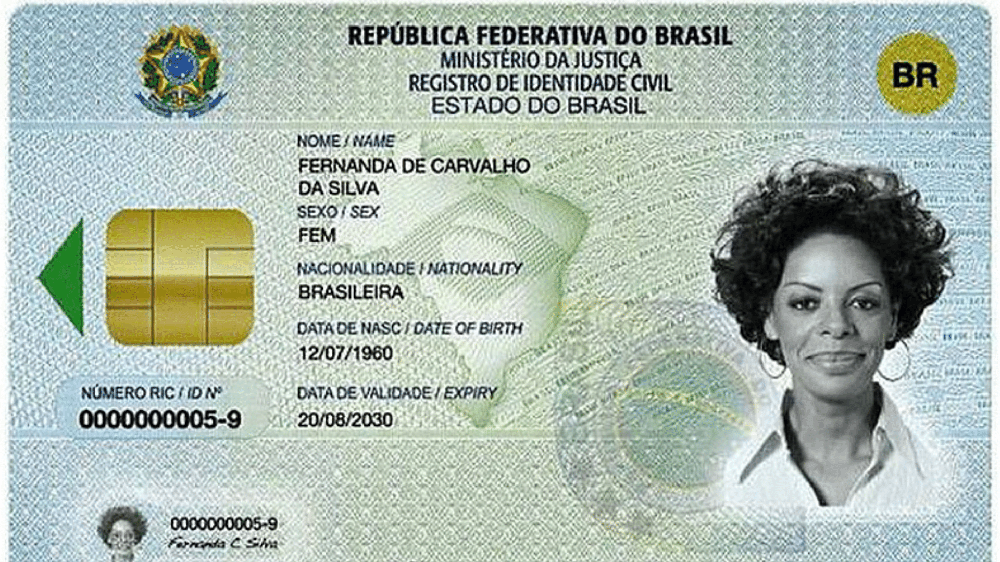 REPÚBLICA FEDERATIVA DO BRASIL
MINISTÉRIO DA JUSTIÇA
REGISTRO DE IDENTIDADE CIVIL
ESTADO DO BRASIL
BR
NOME / NAME
FERNANDA DE CARVALHO
DA SILVA
SEXO / SEX
FEM
NACIONALIDADE / NATIONALITY
BRASILEIRA
DATA DE NASC / DATE OF BIRTH
12/07/1960
NÚMERO RIC / ID Nº
0000000005-9
DATA DE VALIDADE / EXPIRY
20/08/2030
0000000005-9
Fernanda C Silva